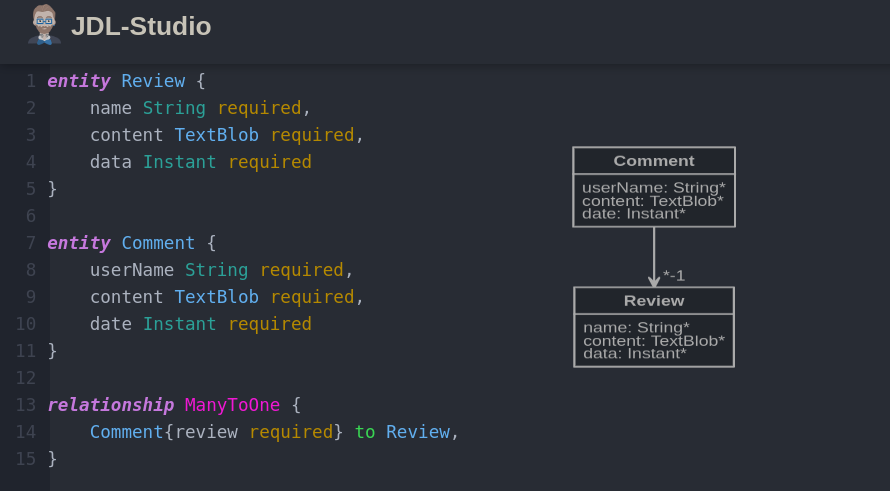 JDL-Studio
1 entity Review {
2     name String required,
3     content TextBlob required,
4     data Instant required
5 }
6
7 entity Comment {
8     userName String required,
9     content TextBlob required,
10     date Instant required
11 }
12
13 relationship ManyToOne {
14     Comment{review required} to Review,
15 }
Comment
userName: String*
content: TextBlob*
date: Instant*
*-1
Review
name: String*
content: TextBlob*
data: Instant*